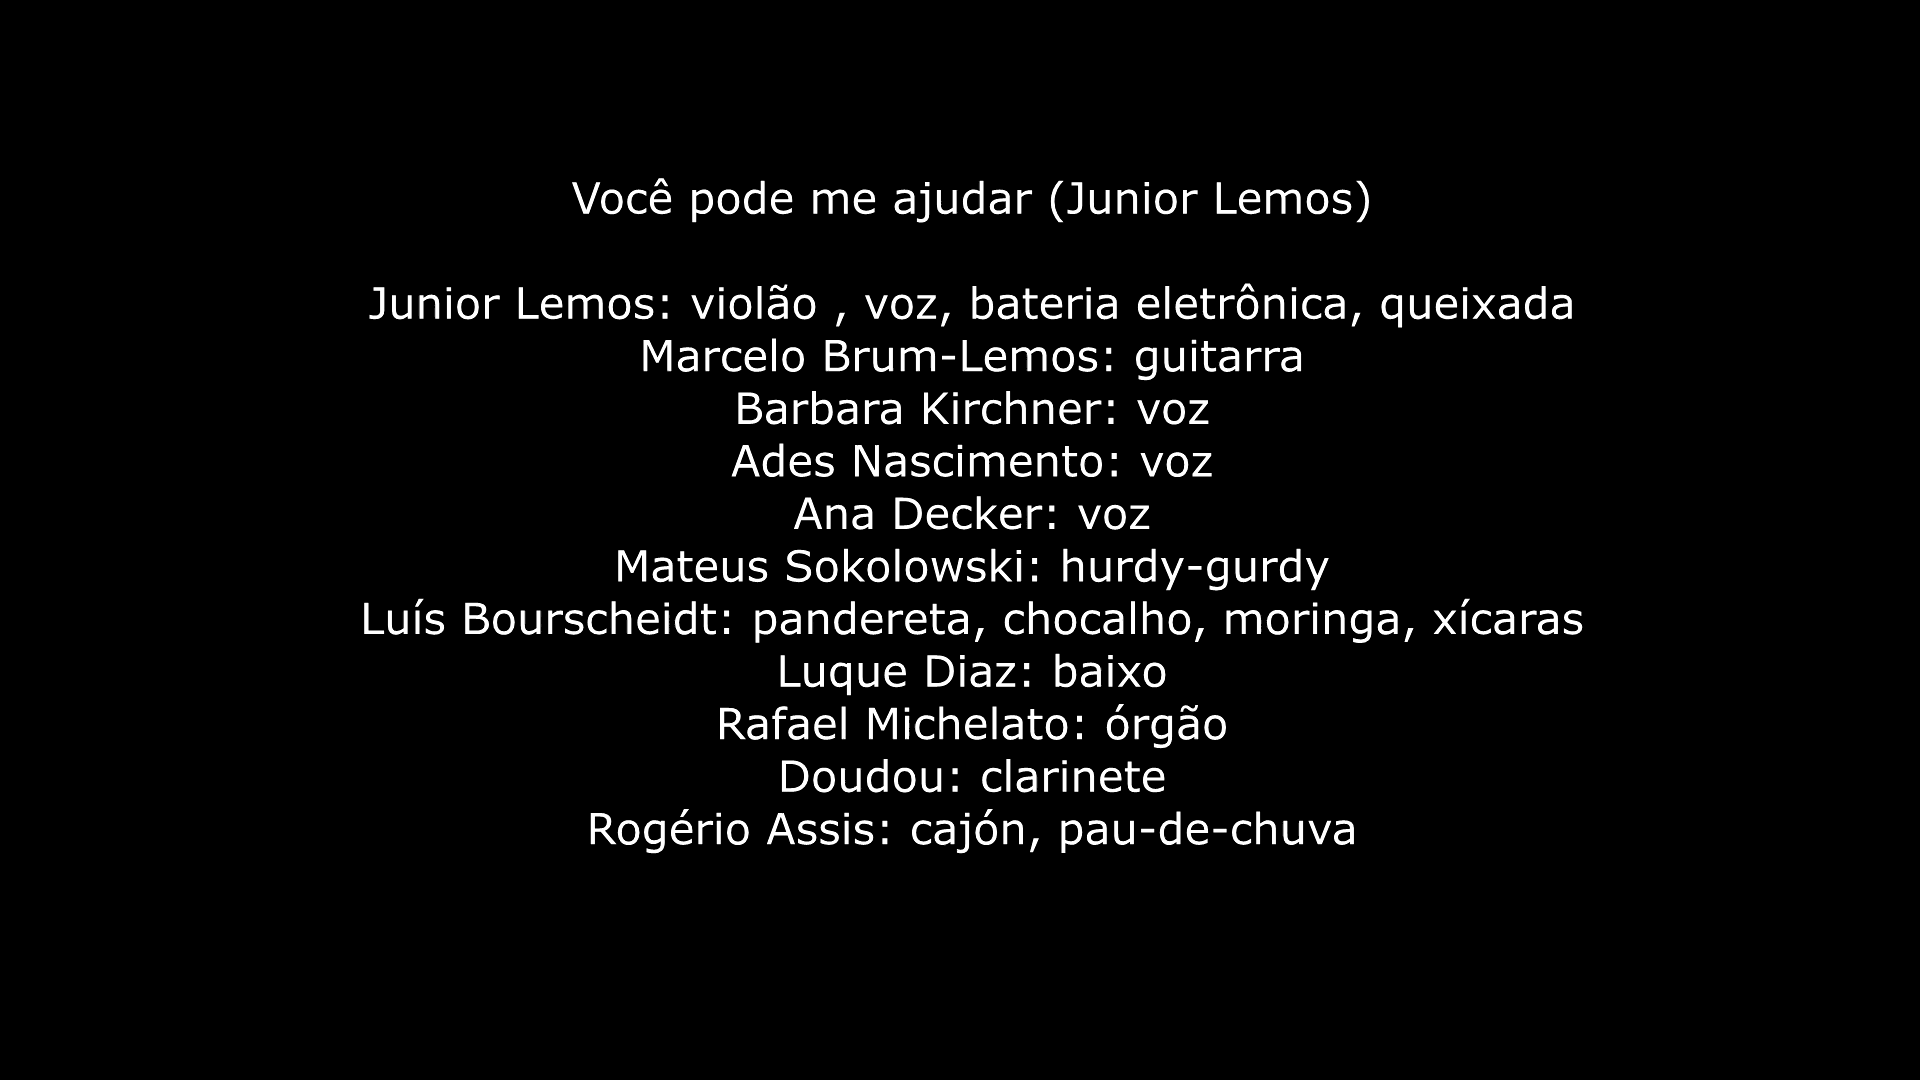 Você pode me ajudar (Junior Lemos)
Junior Lemos: violão , voz, bateria eletrônica, queixada
Marcelo Brum-Lemos: guitarra
Barbara Kirchner: voz
Ades Nascimento: voz
Ana Decker: voz
Mateus Sokolowski: hurdy-gurdy
Luís Bourscheidt: pandereta, chocalho, moringa, xícaras
Luque Diaz: baixo
Rafael Michelato: órgão
Doudou: clarinete
Rogério Assis: cajón, pau-de-chuva